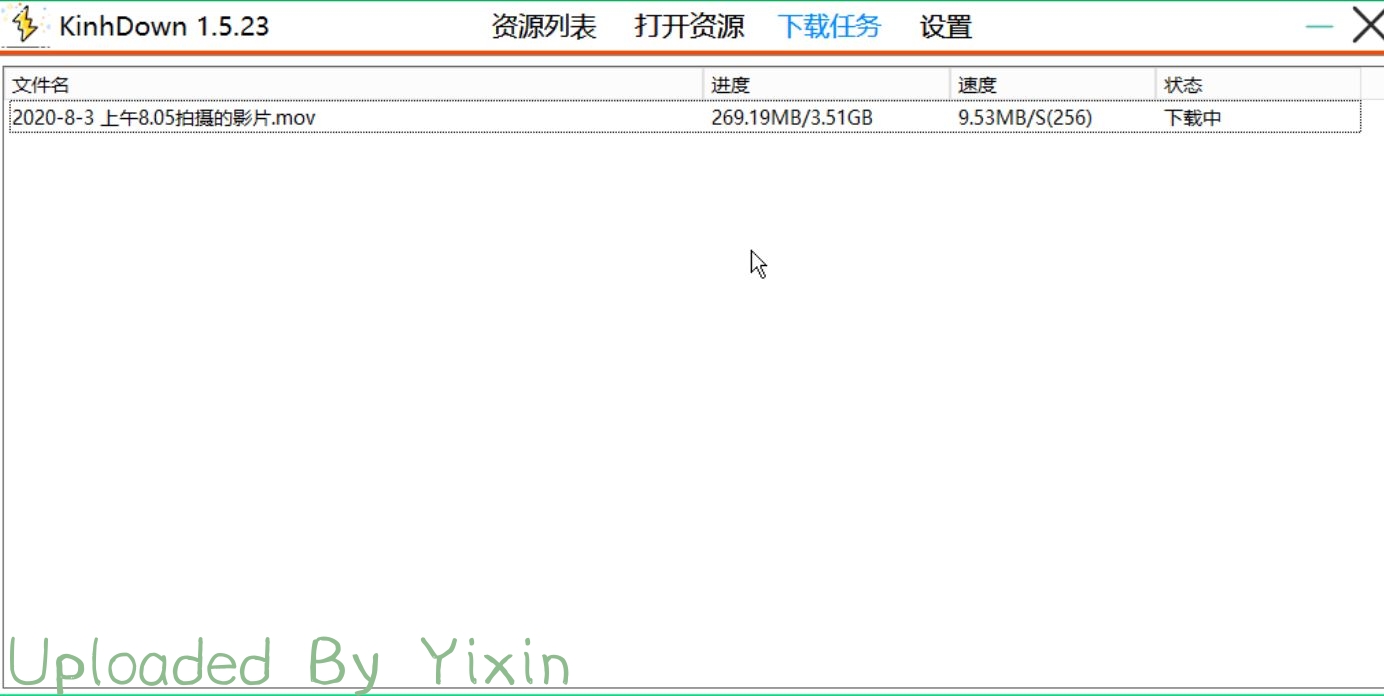 KinhDown 1.5.23 资源列表 打开资源 下载任务 设置
文件名 进度 速度 状态
2020-8-3 上午8.05拍摄的影片.mov 269.19MB/3.51GB 9.53MB/S(256) 下载中
Uploaded By Yixin